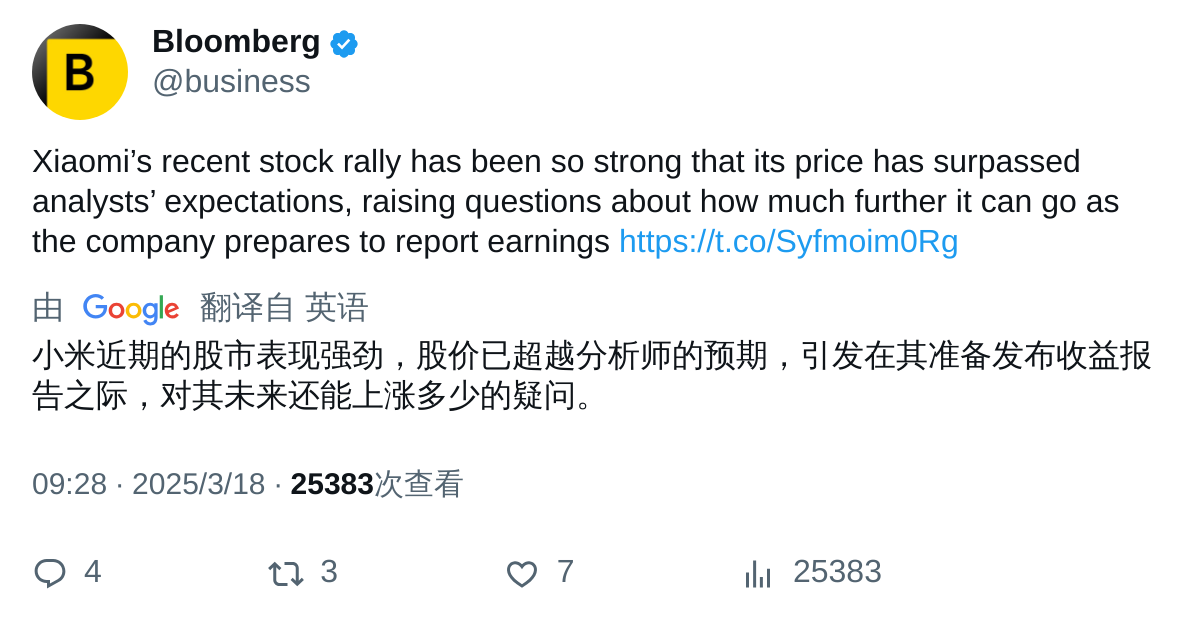 B
Bloomberg
@business
Xiaomi’s recent stock rally has been so strong that its price has surpassed
analysts’ expectations, raising questions about how much further it can go as
the company prepares to report earnings https://t.co/Syfmoim0Rg
由 Google 翻译自 英语
小米近期的股市表现强劲，股价已超越分析师的预期，引发在其准备发布收益报
告之际，对其未来还能上涨多少的疑问。
09:28 · 2025/3/18 · 25383次查看
4 3 7 25383